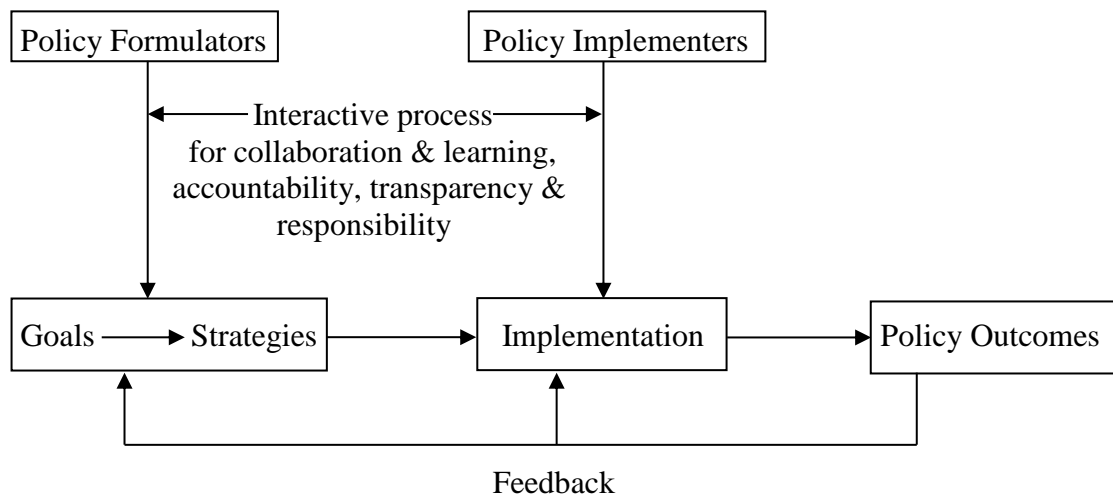 Policy Formulators
Policy Implementers
Interactive process
for collaboration & learning,
accountability, transparency &
responsibility
Goals Strategies
Implementation
Policy Outcomes
Feedback